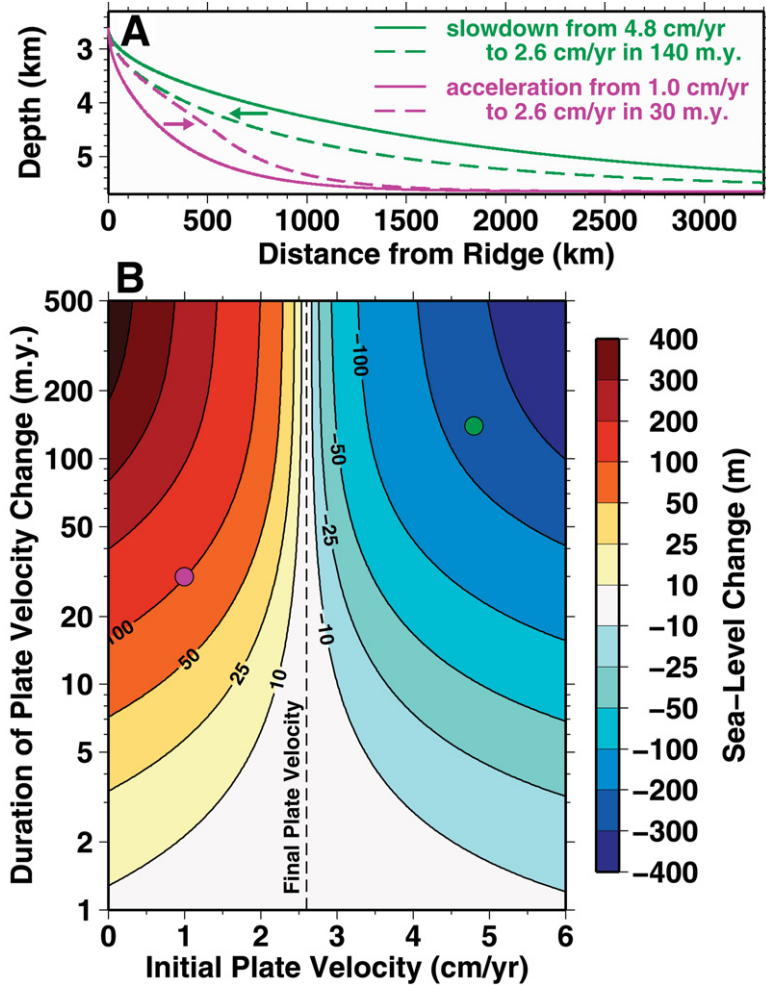 A
slowdown from 4.8 cm/yr
to 2.6 cm/yr in 140 m.y.
acceleration from 1.0 cm/yr
to 2.6 cm/yr in 30 m.y.
Depth (km)
3
4
5
0 500 1000 1500 2000 2500 3000
Distance from Ridge (km)
B
Duration of Plate Velocity Change (m.y.)
500
200
100
50
20
10
5
2
1
100
50
25
10
−10
−25
−50
−100
Final Plate Velocity
0 1 2 3 4 5 6
Initial Plate Velocity (cm/yr)
400
300
200
100
50
25
10
−10
−25
−50
−100
−200
−300
−400
Sea−Level Change (m)